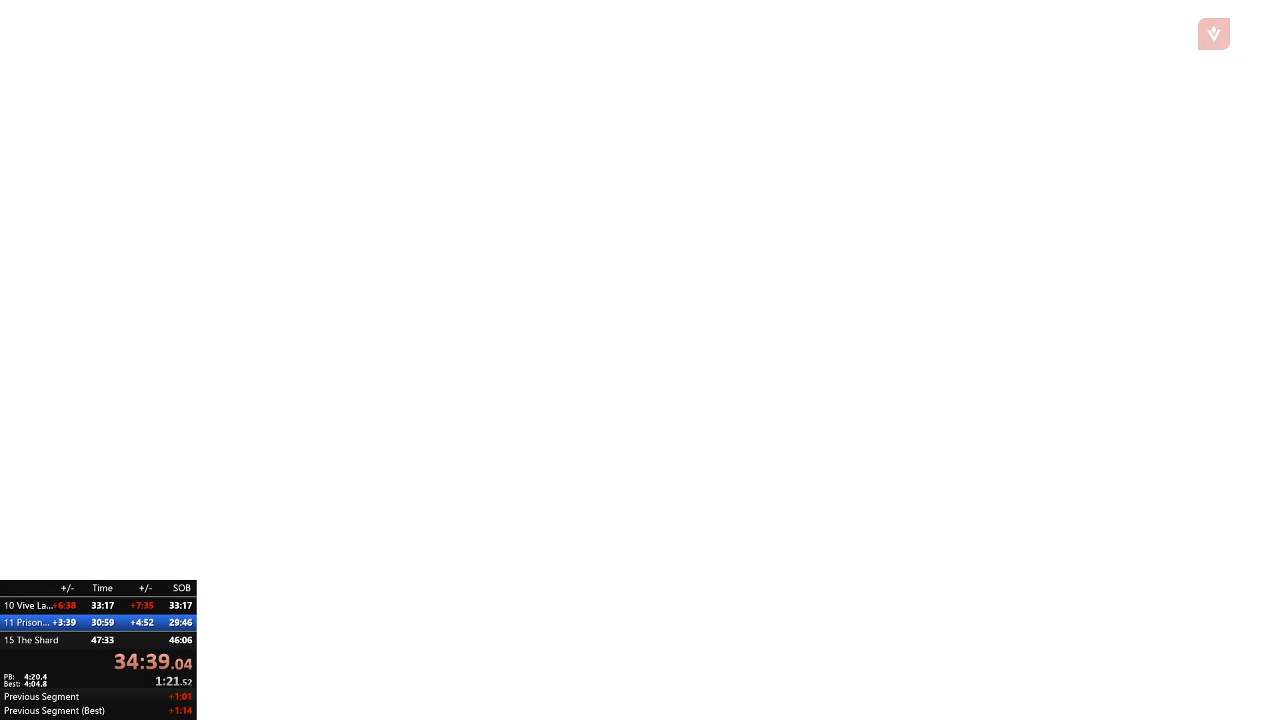 +/- Time +/- SOB
10 Vive La... +6:38 33:17 +7:35 33:17
11 Prison... +3:39 30:59 +4:52 29:46
15 The Shard 47:33 46:06
34:39.04
PB: 4:20.4
Best: 4:04.8
1:21.52
Previous Segment +1:01
Previous Segment (Best) +1:14